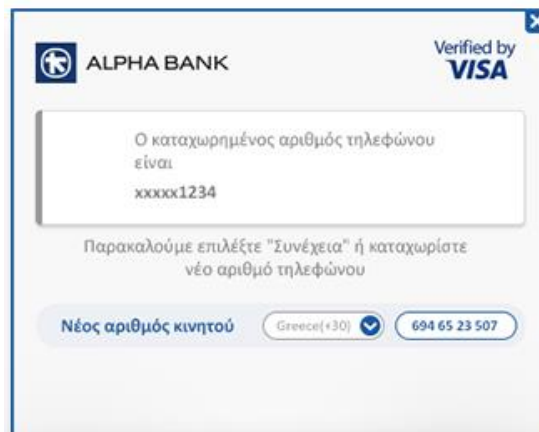 ALPHA BANK
Verified by
VISA
Ο καταχωρημένος αριθμός τηλεφώνου
είναι
xxxxx1234
Παρακαλούμε επιλέξτε "Συνέχεια" ή καταχωρίστε
νέο αριθμό τηλεφώνου
Νέος αριθμός κινητού Greece(+30) 694 65 23 507